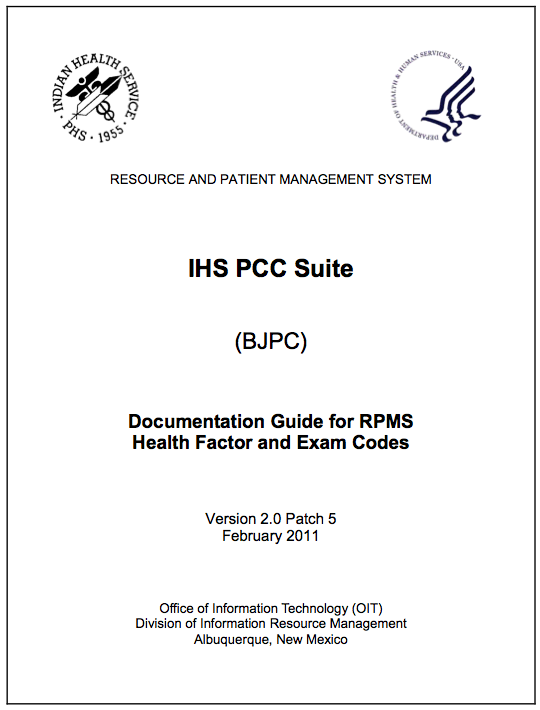 INDIAN HEALTH SERVICE
· PHS · 1955 ·
DEPARTMENT OF HEALTH & HUMAN SERVICES · USA
RESOURCE AND PATIENT MANAGEMENT SYSTEM
IHS PCC Suite
(BJPC)
Documentation Guide for RPMS
Health Factor and Exam Codes
Version 2.0 Patch 5
February 2011
Office of Information Technology (OIT)
Division of Information Resource Management
Albuquerque, New Mexico